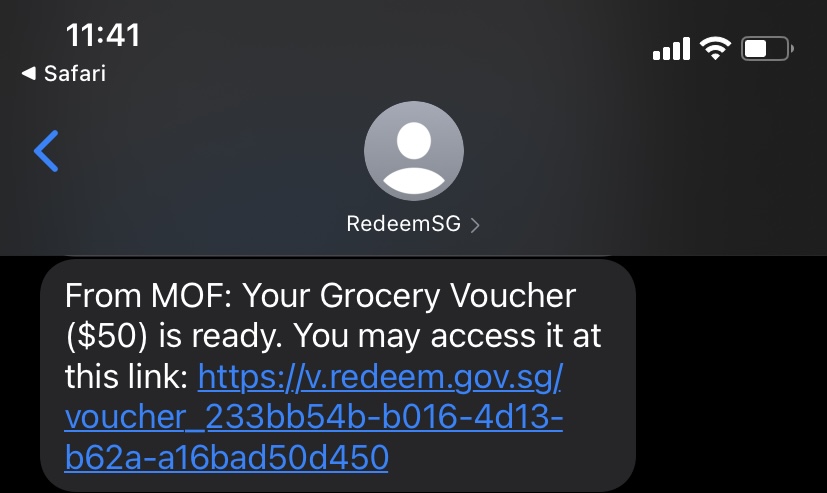 11:41
Safari
RedeemSG
From MOF: Your Grocery Voucher
($50) is ready. You may access it at
this link: https://v.redeem.gov.sg/
voucher_233bb54b-b016-4d13-
b62a-a16bad50d450